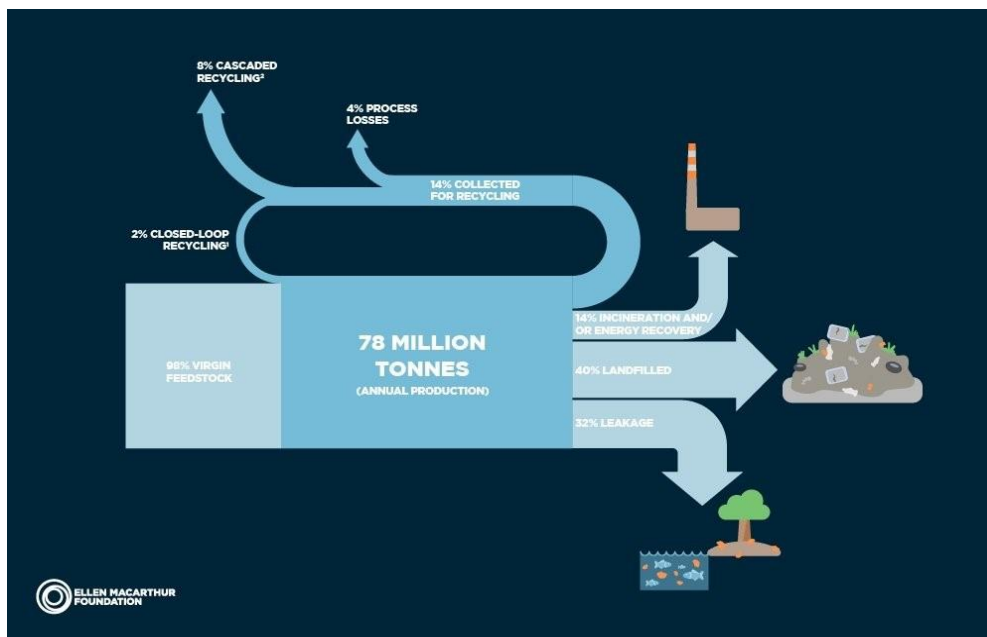 8% CASCADED
RECYCLING²
4% PROCESS
LOSSES
14% COLLECTED
FOR RECYCLING
2% CLOSED-LOOP
RECYCLING¹
98% VIRGIN
FEEDSTOCK
78 MILLION
TONNES
(ANNUAL PRODUCTION)
14% INCINERATION AND/
OR ENERGY RECOVERY
40% LANDFILLED
32% LEAKAGE
ELLEN MACARTHUR
FOUNDATION